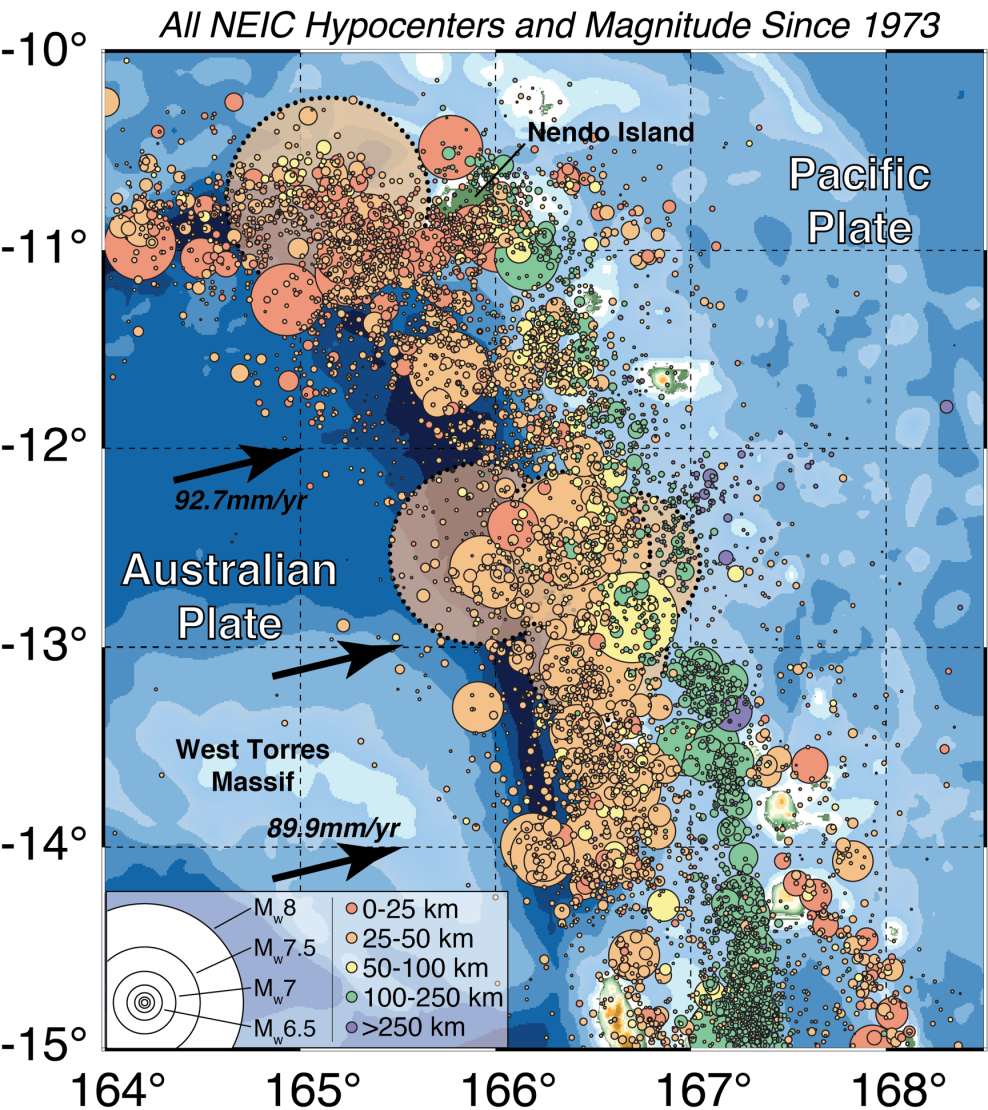 All NEIC Hypocenters and Magnitude Since 1973
-10°
Nendo Island
Pacific
Plate
-11°
-12°
92.7mm/yr
Australian
Plate
-13°
West Torres
Massif
89.9mm/yr
-14°
Mw8
Mw7.5
Mw7
Mw6.5
0-25 km
25-50 km
50-100 km
100-250 km
>250 km
-15°
164° 165° 166° 167° 168°